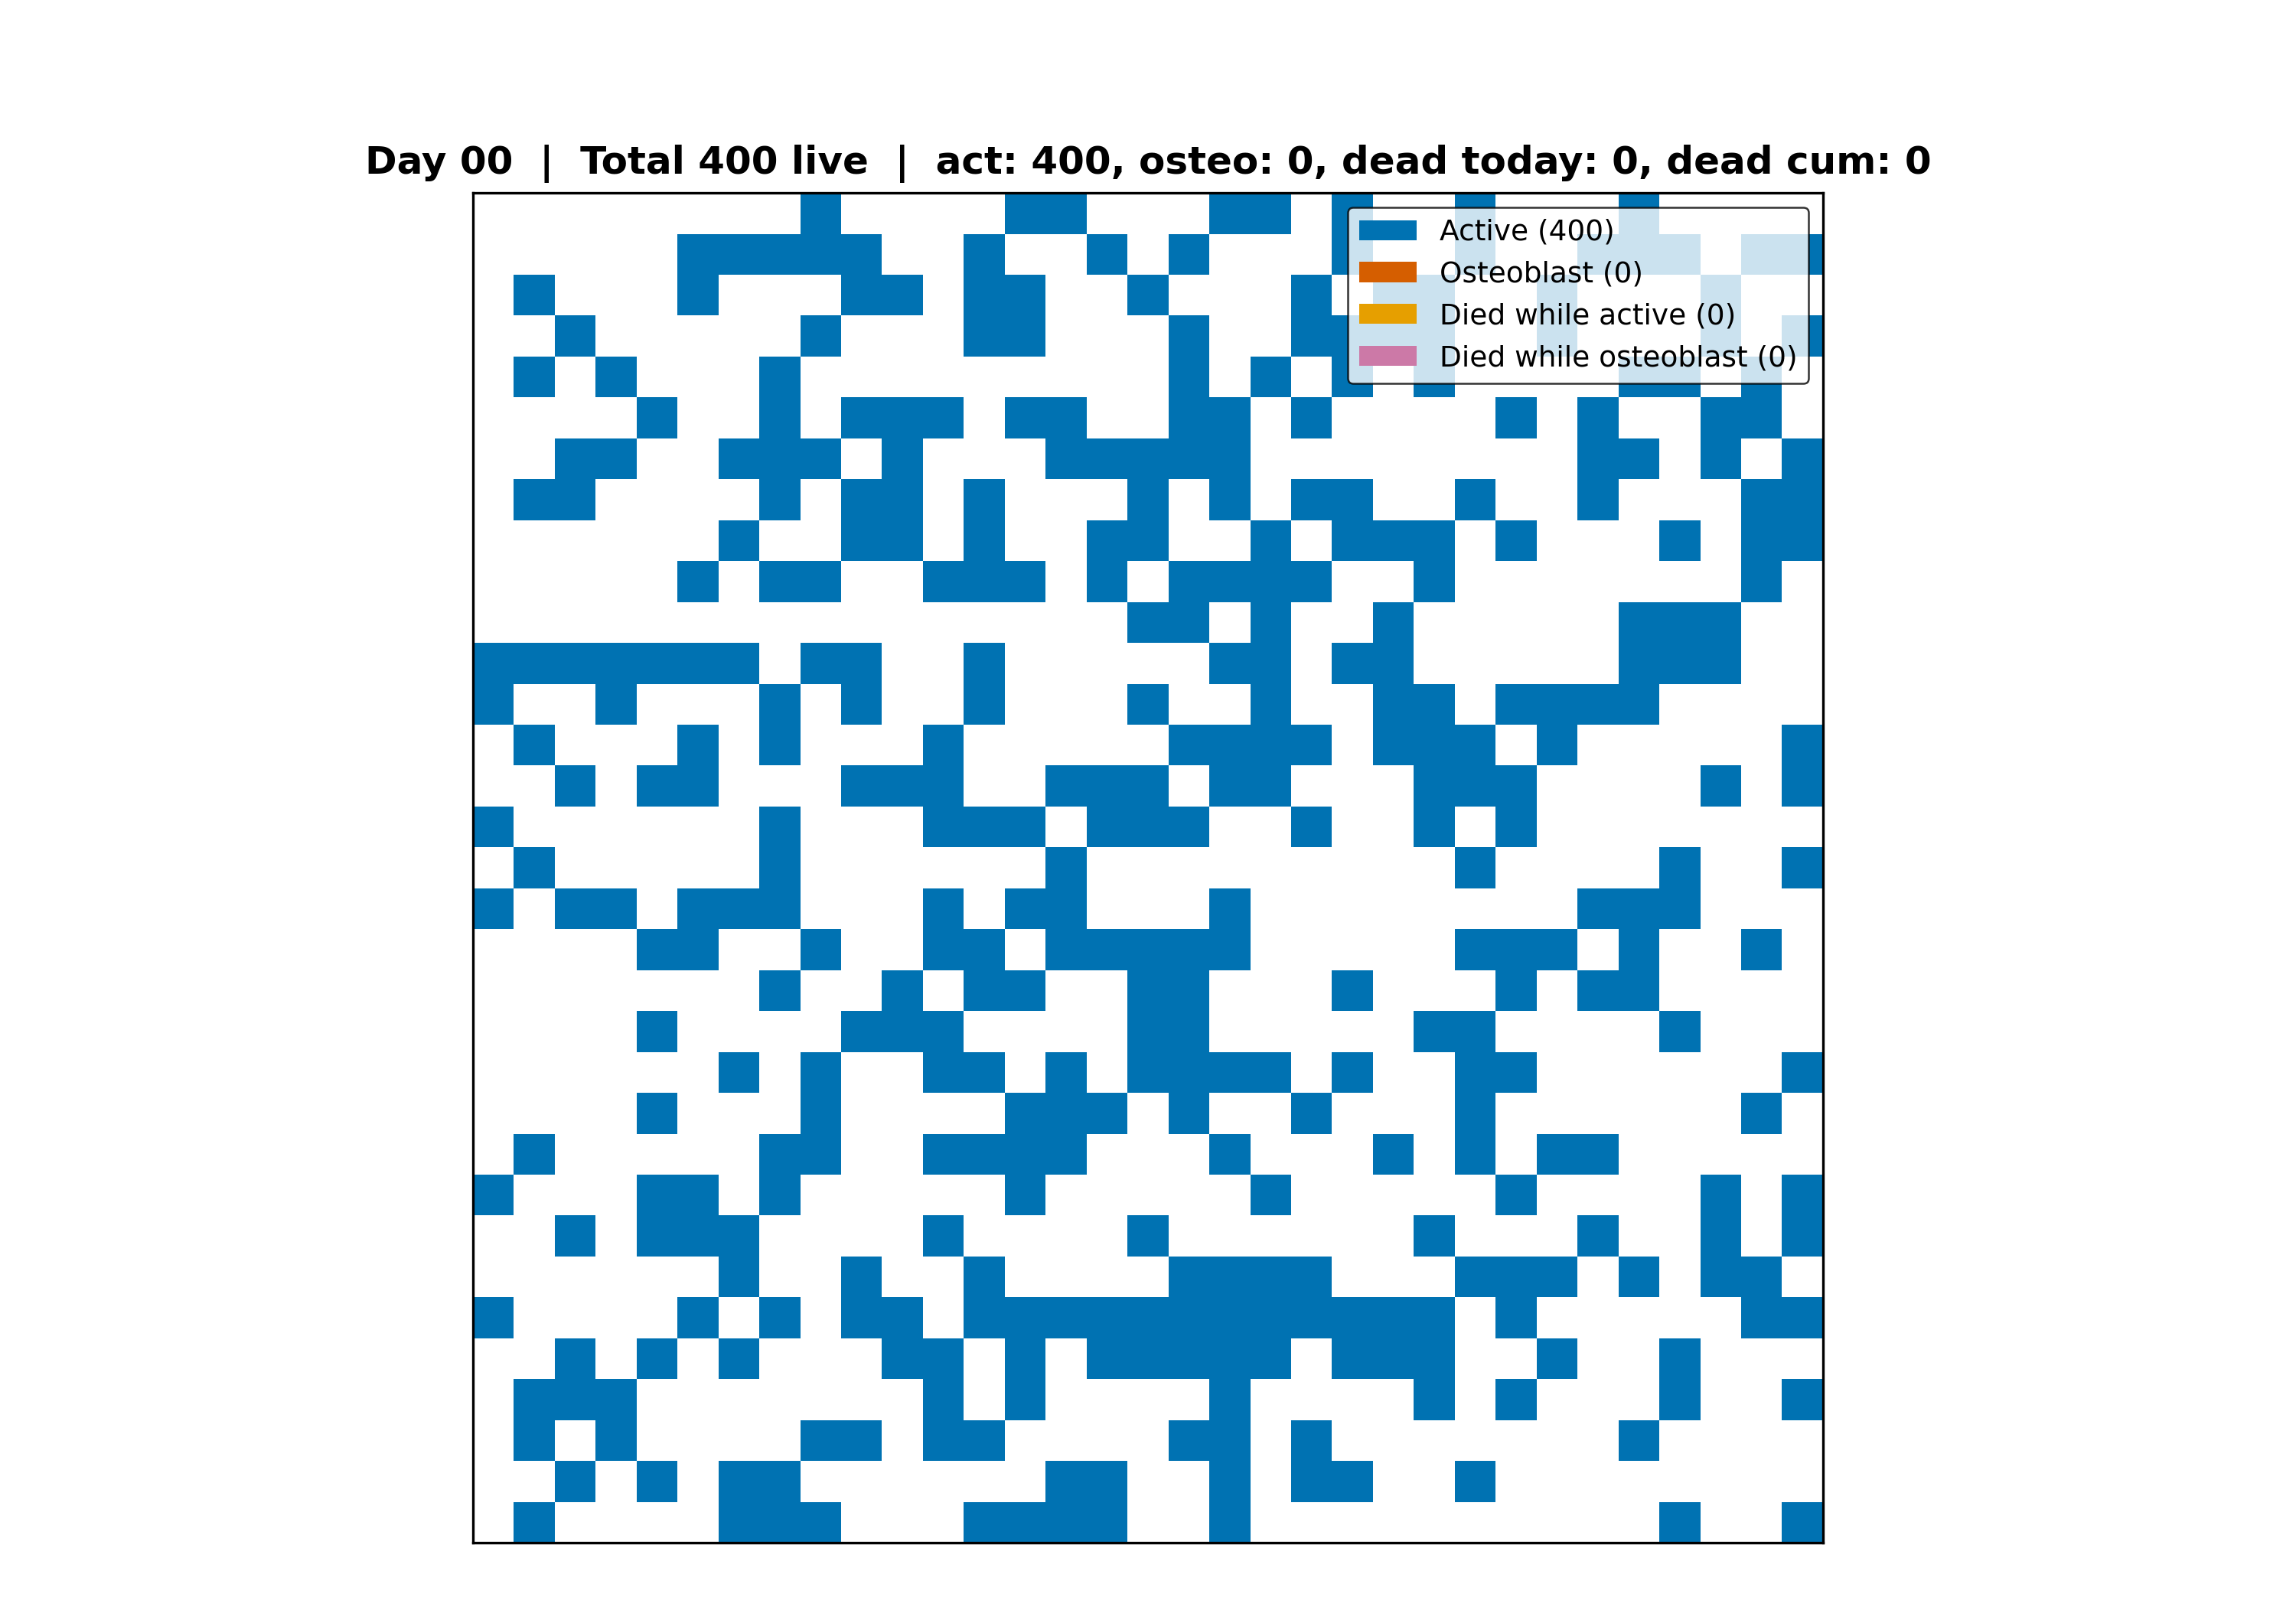 Day 00 | Total 400 live | act: 400, osteo: 0, dead today: 0, dead cum: 0
Active (400)
Osteoblast (0)
Died while active (0)
Died while osteoblast (0)